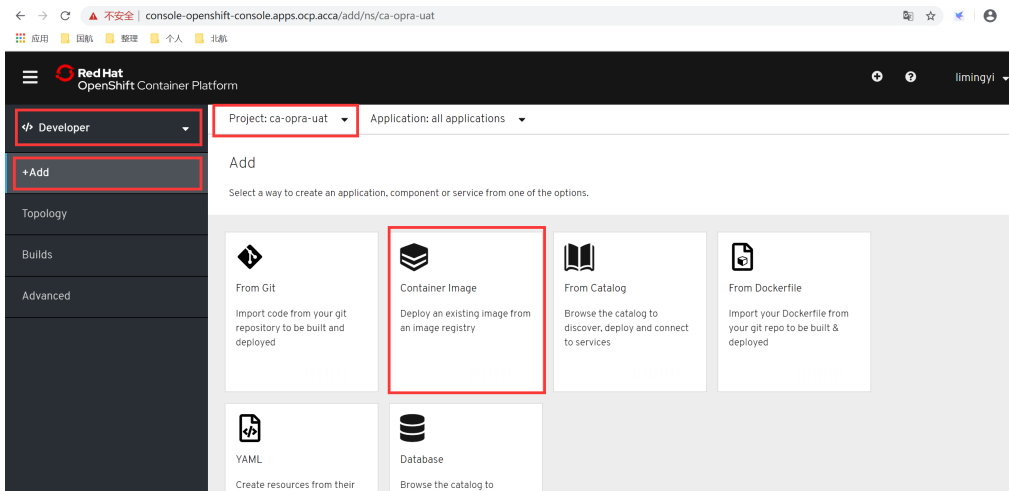 不安全 | console-openshift-console.apps.ocp.acca/add/ns/ca-opra-uat
应用 国航 整理 个人 北航
Red Hat
OpenShift Container Platform
limingyi
</> Developer
Project: ca-opra-uat
Application: all applications
+Add
Topology
Builds
Advanced
Add
Select a way to create an application, component or service from one of the options.
From Git
Import code from your git
repository to be built and
deployed
Container Image
Deploy an existing image from
an image registry
From Catalog
Browse the catalog to
discover, deploy and connect
to services
From Dockerfile
Import your Dockerfile from
your git repo to be built &
deployed
YAML
Create resources from their
Database
Browse the catalog to